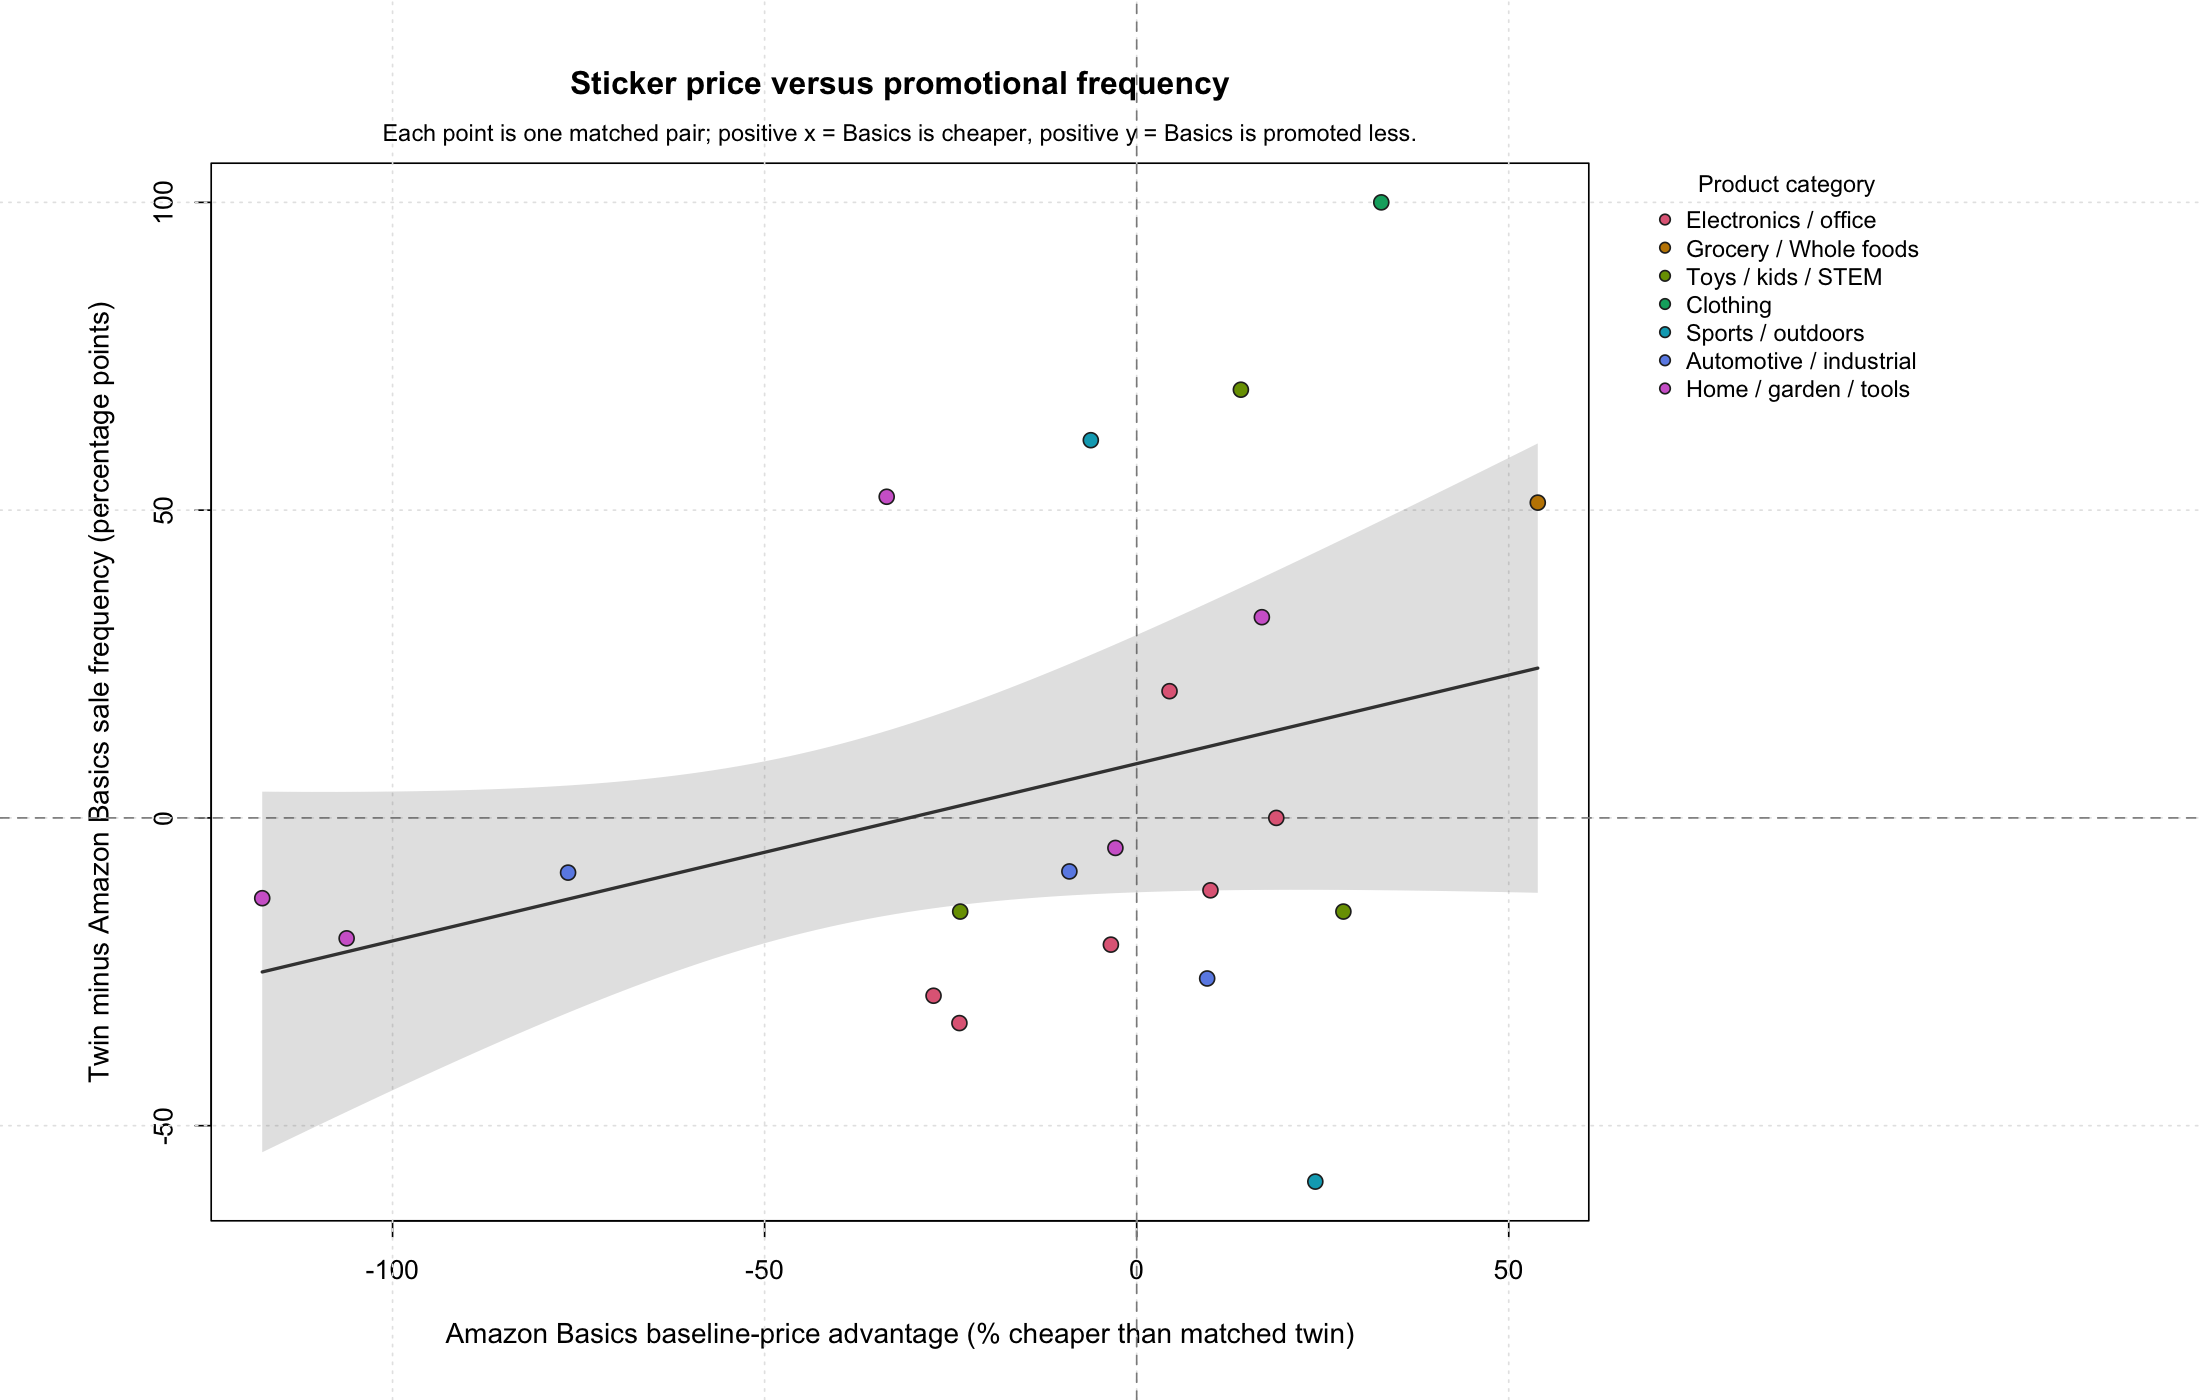 Sticker price versus promotional frequency
Each point is one matched pair; positive x = Basics is cheaper, positive y = Basics is promoted less.
Twin minus Amazon Basics sale frequency (percentage points)
100
50
0
-50
-100
-50
0
50
Amazon Basics baseline-price advantage (% cheaper than matched twin)
Product category
Electronics / office
Grocery / Whole foods
Toys / kids / STEM
Clothing
Sports / outdoors
Automotive / industrial
Home / garden / tools